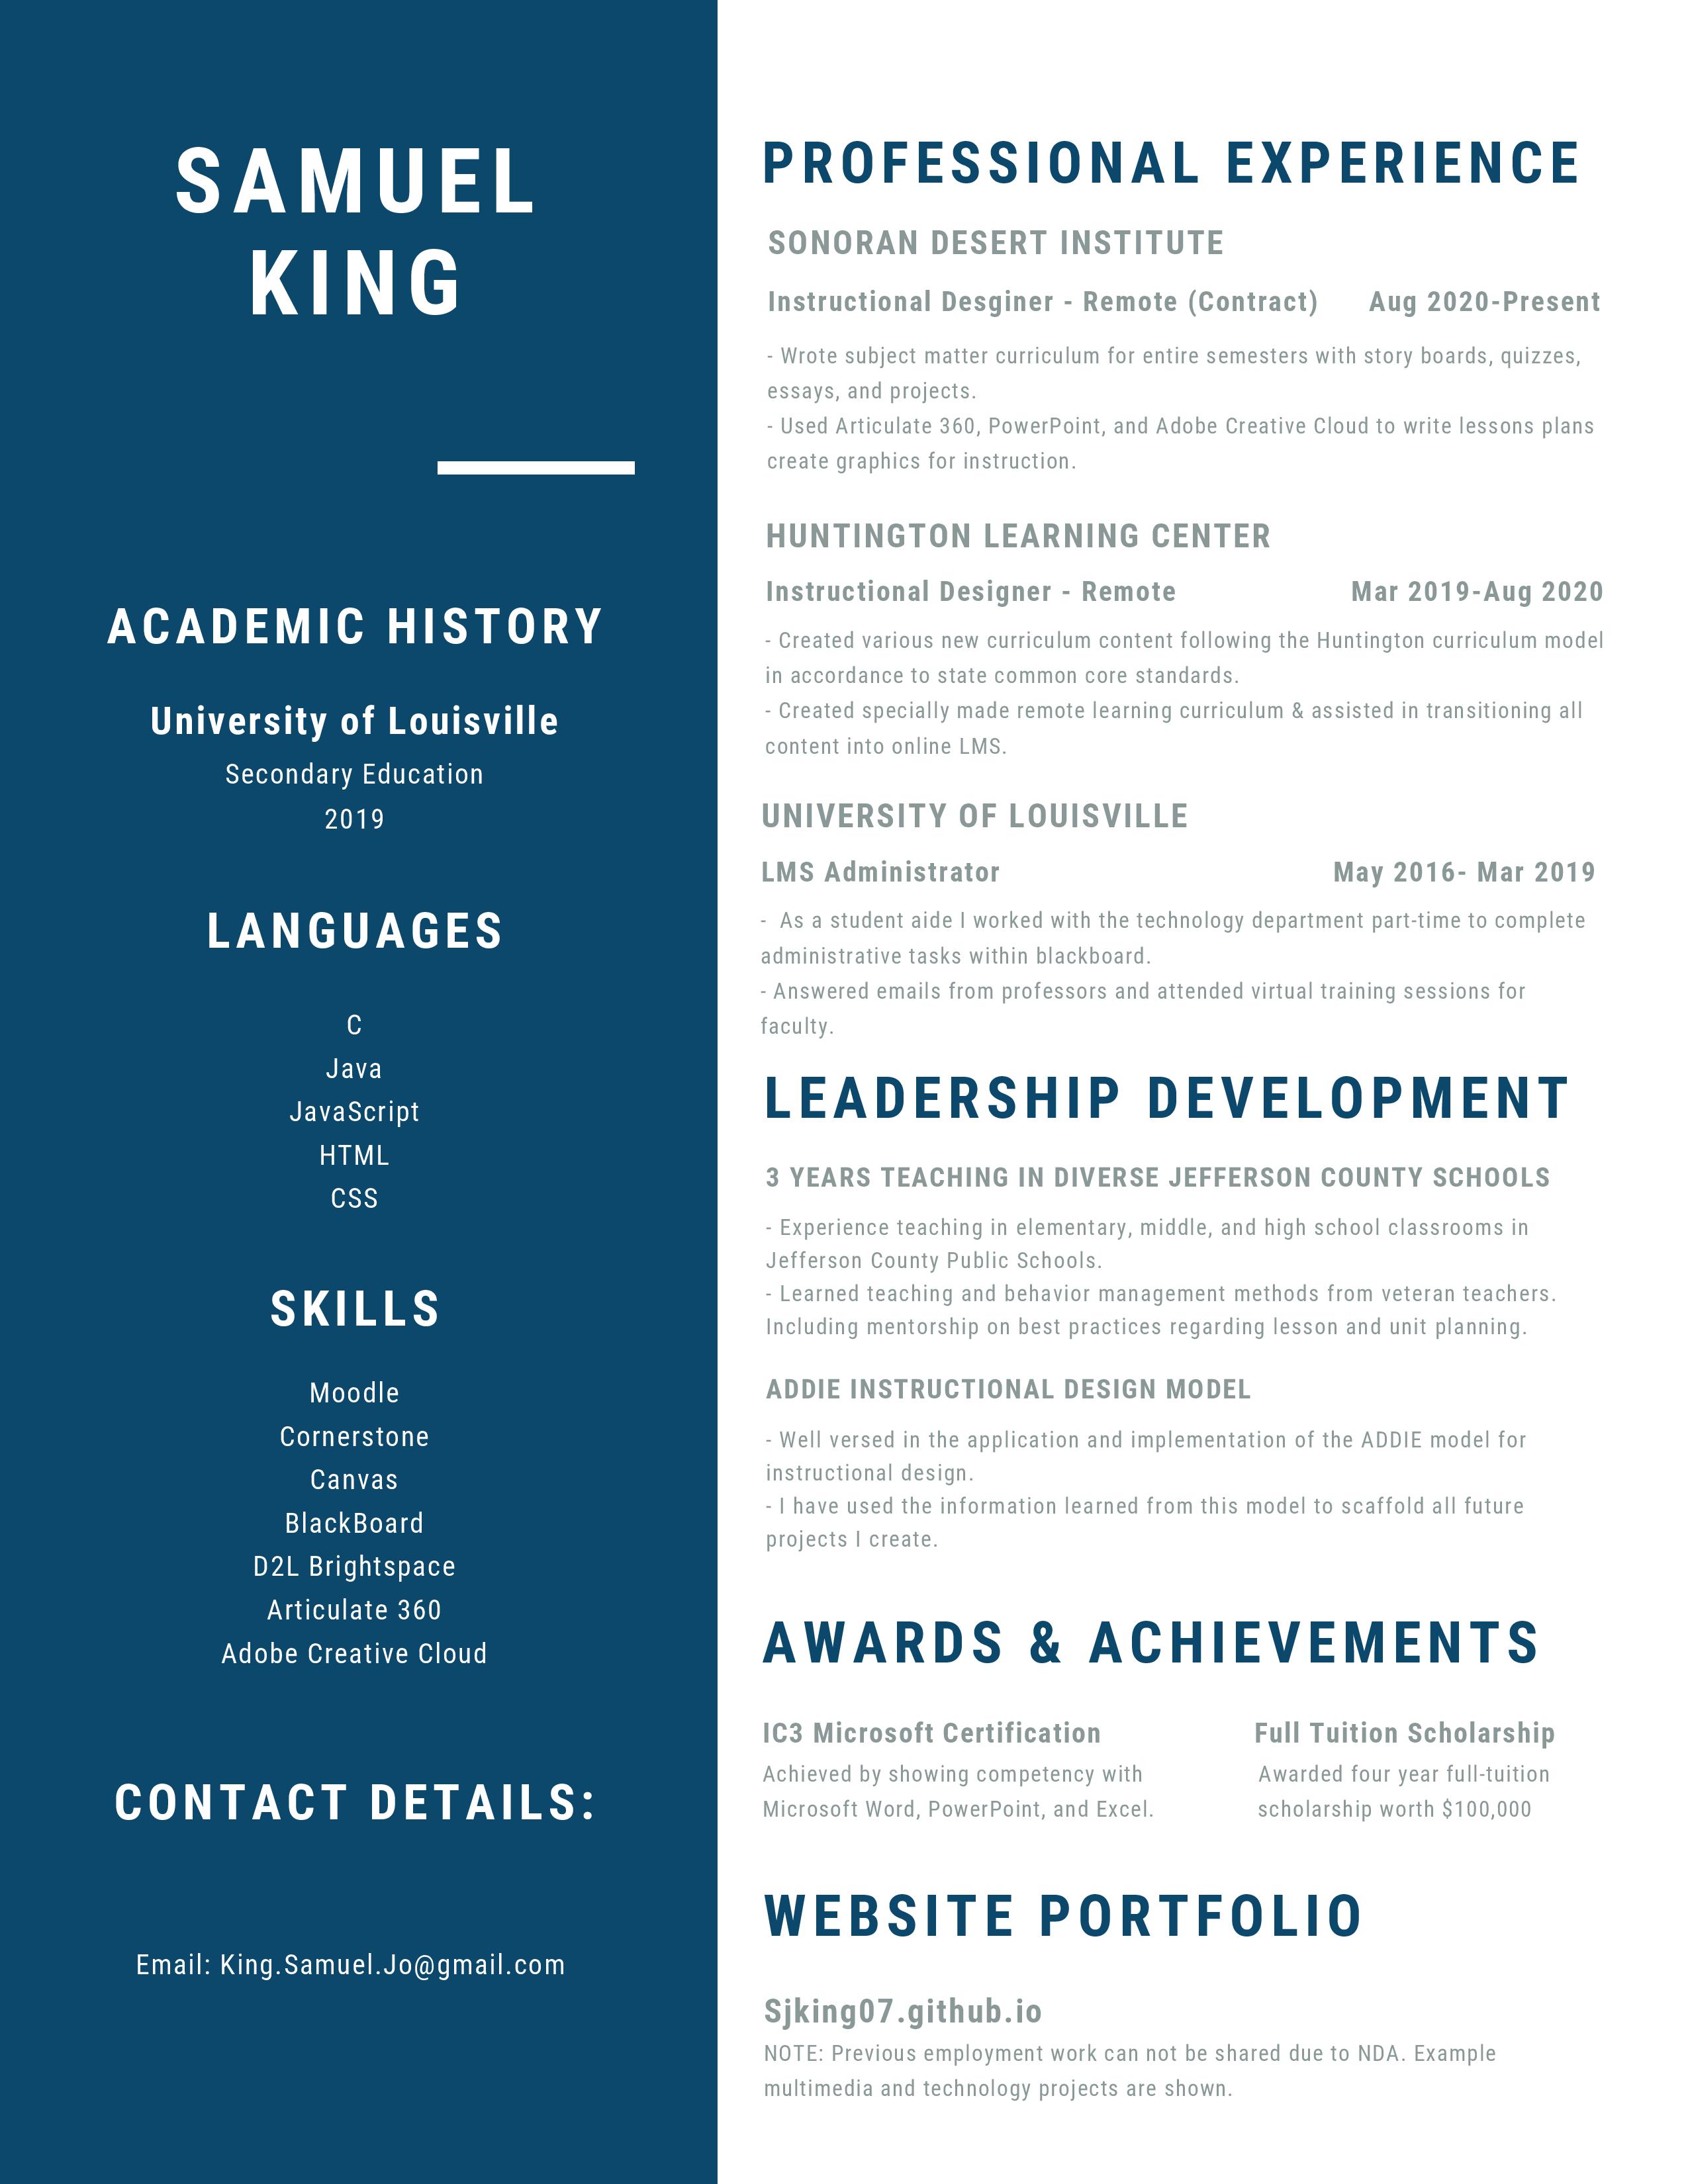 SAMUEL
KING
ACADEMIC HISTORY
University of Louisville
Secondary Education
2019
LANGUAGES
C
Java
JavaScript
HTML
CSS
SKILLS
Moodle
Cornerstone
Canvas
BlackBoard
D2L Brightspace
Articulate 360
Adobe Creative Cloud
CONTACT DETAILS:
Email: King.Samuel.Jo@gmail.com
PROFESSIONAL EXPERIENCE
SONORAN DESERT INSTITUTE
Instructional Desginer - Remote (Contract) Aug 2020-Present
- Wrote subject matter curriculum for entire semesters with story boards, quizzes,
essays, and projects.
- Used Articulate 360, PowerPoint, and Adobe Creative Cloud to write lessons plans
create graphics for instruction.
HUNTINGTON LEARNING CENTER
Instructional Designer - Remote Mar 2019-Aug 2020
- Created various new curriculum content following the Huntington curriculum model
in accordance to state common core standards.
- Created specially made remote learning curriculum & assisted in transitioning all
content into online LMS.
UNIVERSITY OF LOUISVILLE
LMS Administrator May 2016- Mar 2019
- As a student aide I worked with the technology department part-time to complete
administrative tasks within blackboard.
- Answered emails from professors and attended virtual training sessions for
faculty.
LEADERSHIP DEVELOPMENT
3 YEARS TEACHING IN DIVERSE JEFFERSON COUNTY SCHOOLS
- Experience teaching in elementary, middle, and high school classrooms in
Jefferson County Public Schools.
- Learned teaching and behavior management methods from veteran teachers.
Including mentorship on best practices regarding lesson and unit planning.
ADDIE INSTRUCTIONAL DESIGN MODEL
- Well versed in the application and implementation of the ADDIE model for
instructional design.
- I have used the information learned from this model to scaffold all future
projects I create.
AWARDS & ACHIEVEMENTS
IC3 Microsoft Certification
Achieved by showing competency with
Microsoft Word, PowerPoint, and Excel.
Full Tuition Scholarship
Awarded four year full-tuition
scholarship worth $100,000
WEBSITE PORTFOLIO
Sjking07.github.io
NOTE: Previous employment work can not be shared due to NDA. Example
multimedia and technology projects are shown.